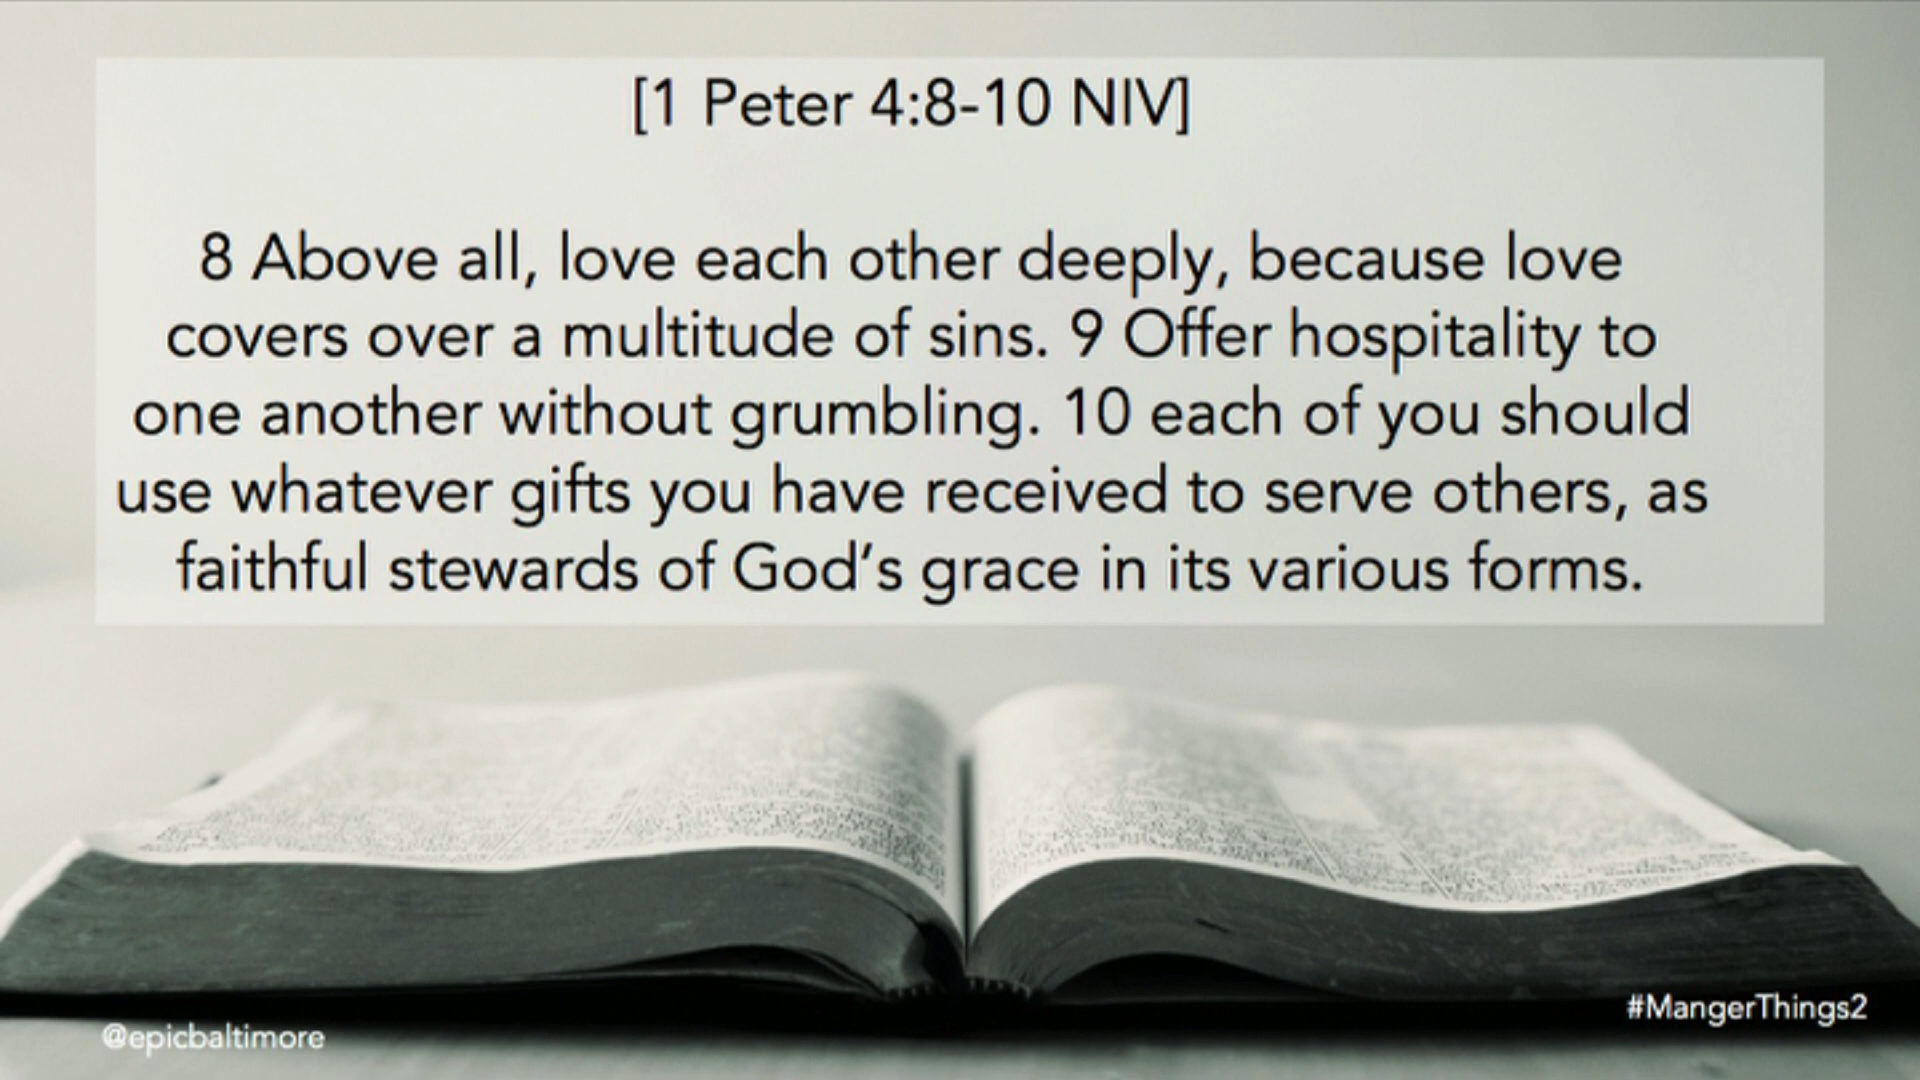 [1 Peter 4:8-10 NIV]
8 Above all, love each other deeply, because love
covers over a multitude of sins. 9 Offer hospitality to
one another without grumbling. 10 each of you should
use whatever gifts you have received to serve others, as
faithful stewards of God’s grace in its various forms.
#MangerThings2
@epicbaltimore